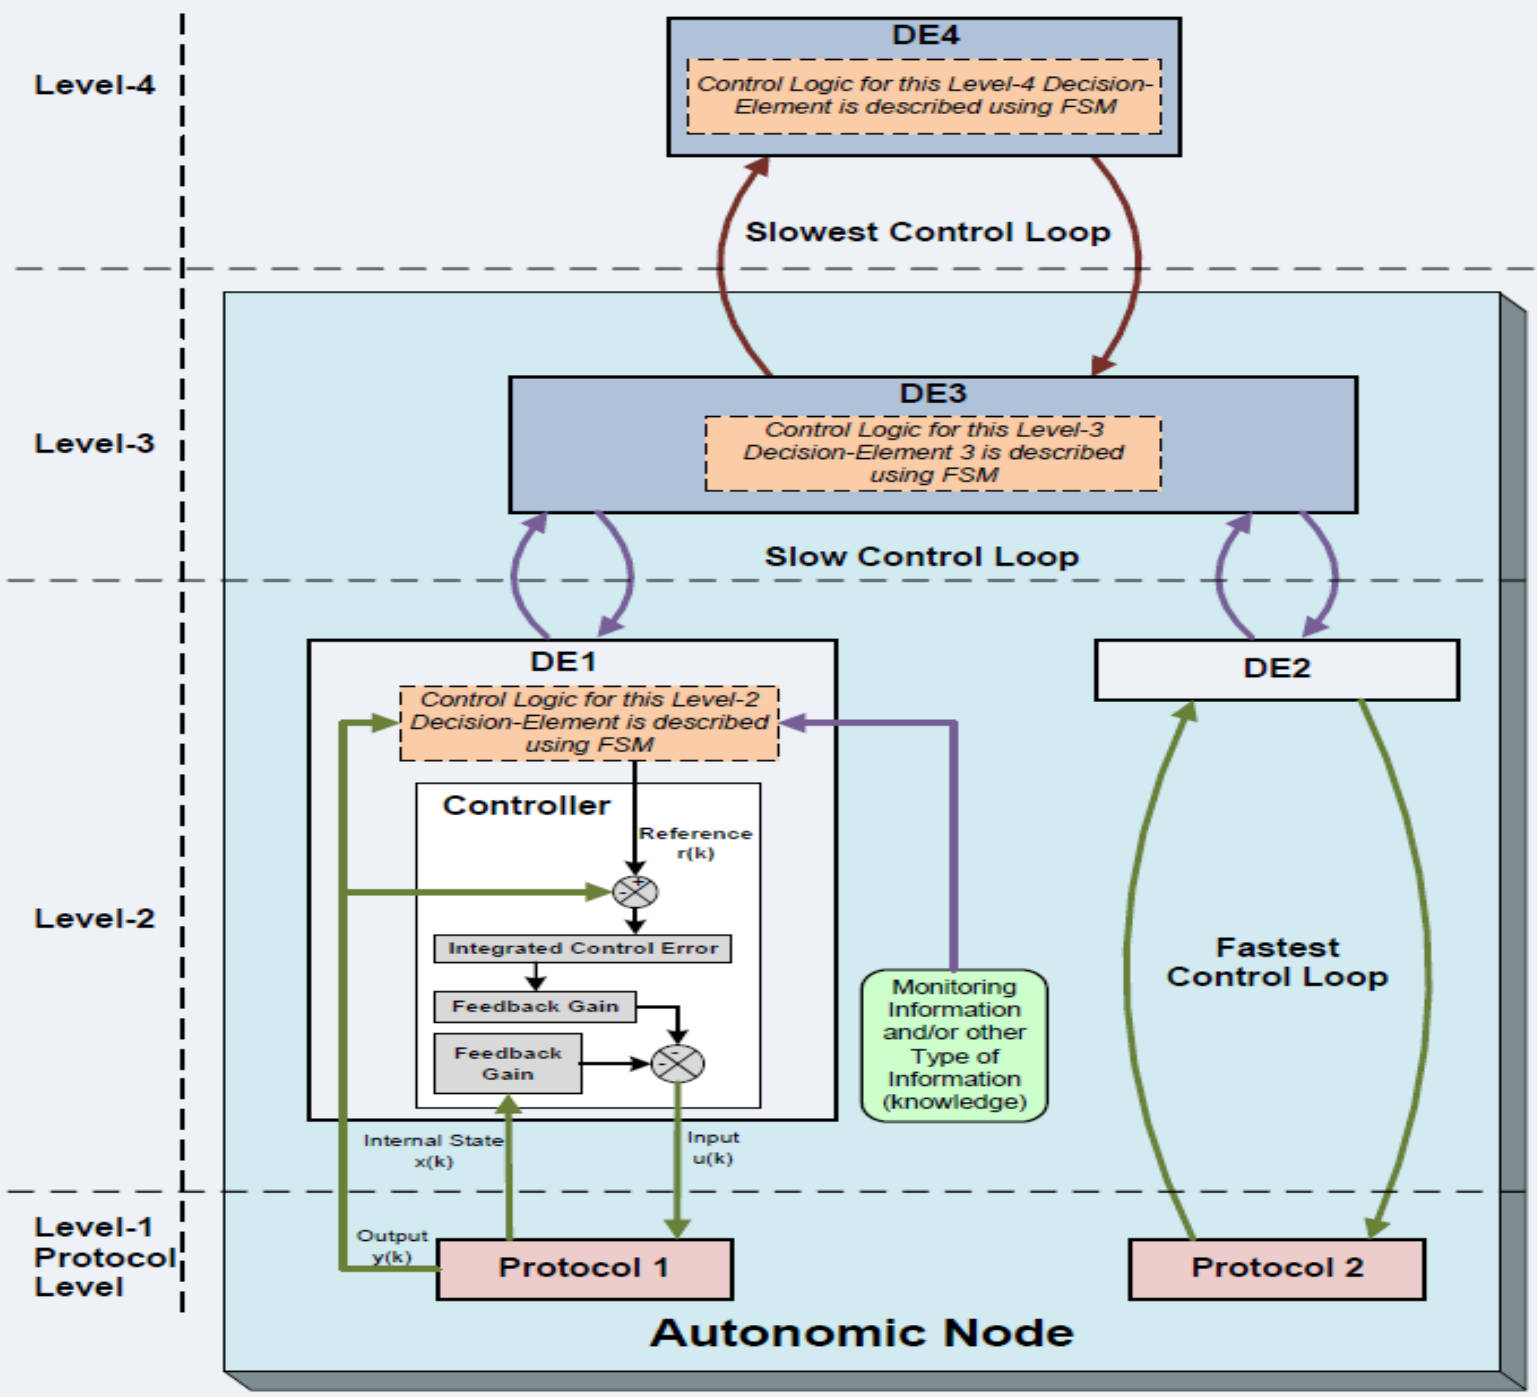 DE4
Level-4
Control Logic for this Level-4 Decision-
Element is described using FSM
Slowest Control Loop
DE3
Level-3
Control Logic for this Level-3
Decision-Element 3 is described
using FSM
Slow Control Loop
DE1
DE2
Control Logic for this Level-2
Decision-Element is described
using FSM
Controller
Reference
r(k)
+
-
Level-2
Integrated Control Error
Feedback Gain
Feedback
Gain
-
-
Monitoring
Information
and/or other
Type of
Information
(knowledge)
Fastest
Control Loop
Internal State
x(k)
Input
u(k)
Level-1
Protocol
Level
Output
y(k)
Protocol 1
Protocol 2
Autonomic Node